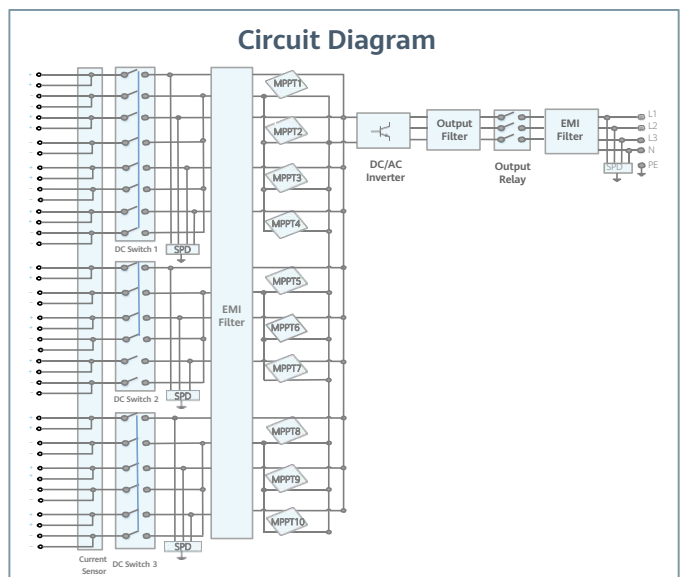 Circuit Diagram
MPPT1
MPPT2
MPPT3
MPPT4
MPPT5
MPPT6
MPPT7
MPPT8
MPPT9
MPPT10
DC Switch 1
SPD
DC Switch 2
SPD
DC Switch 3
SPD
Current
Sensor
EMI
Filter
DC/AC
Inverter
Output
Filter
Output
Relay
EMI
Filter
SPD
L1
L2
L3
N
PE